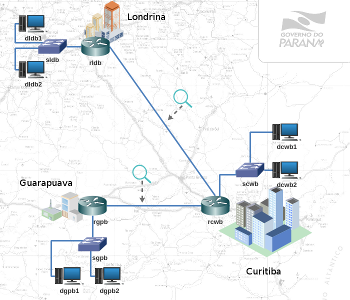 Londrina
GOVERNO DO
PARANÁ
dldb1
sldb
rldb
dldb2
dcwb1
dcwb2
scwb
Guarapuava
rgpb
rcwb
sgpb
Curitiba
dgpb1
dgpb2